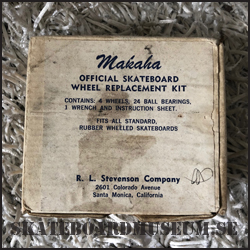 Makaha
OFFICIAL SKATEBOARD
WHEEL REPLACEMENT KIT
CONTAINS: 4 WHEELS, 24 BALL BEARINGS,
1 WRENCH AND INSTRUCTION SHEET.
FITS ALL STANDARD,
RUBBER WHEELED SKATEBOARDS
R. L. Stevenson Company
2601 Colorado Avenue
Santa Monica, California
SKATEBOARDMUSEUM.SE